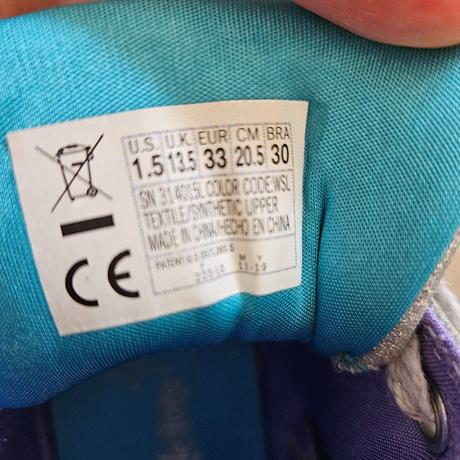 U.S. U.K. EUR CM BRA
1.5 13.5 33 20.5 30
SN 314015L COLOR CODE:WSL
TEXTILE/SYNTHETIC UPPER
MADE IN CHINA/HECHO EN CHINA
CE